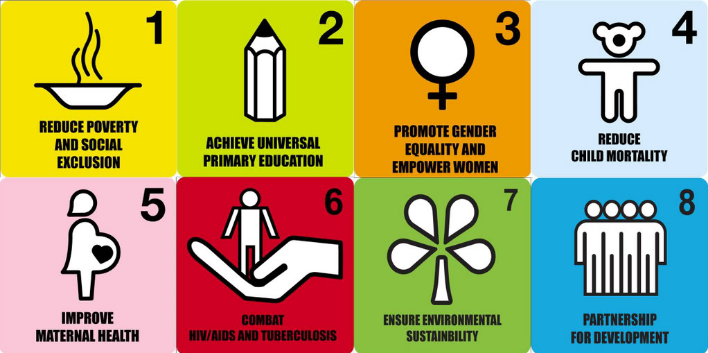 1
REDUCE POVERTY
AND SOCIAL
EXCLUSION
2
ACHIEVE UNIVERSAL
PRIMARY EDUCATION
3
PROMOTE GENDER
EQUALITY AND
EMPOWER WOMEN
4
REDUCE
CHILD MORTALITY
5
IMPROVE
MATERNAL HEALTH
6
COMBAT
HIV/AIDS AND TUBERCULOSIS
7
ENSURE ENVIRONMENTAL
SUSTAINBILITY
8
PARTNERSHIP
FOR DEVELOPMENT